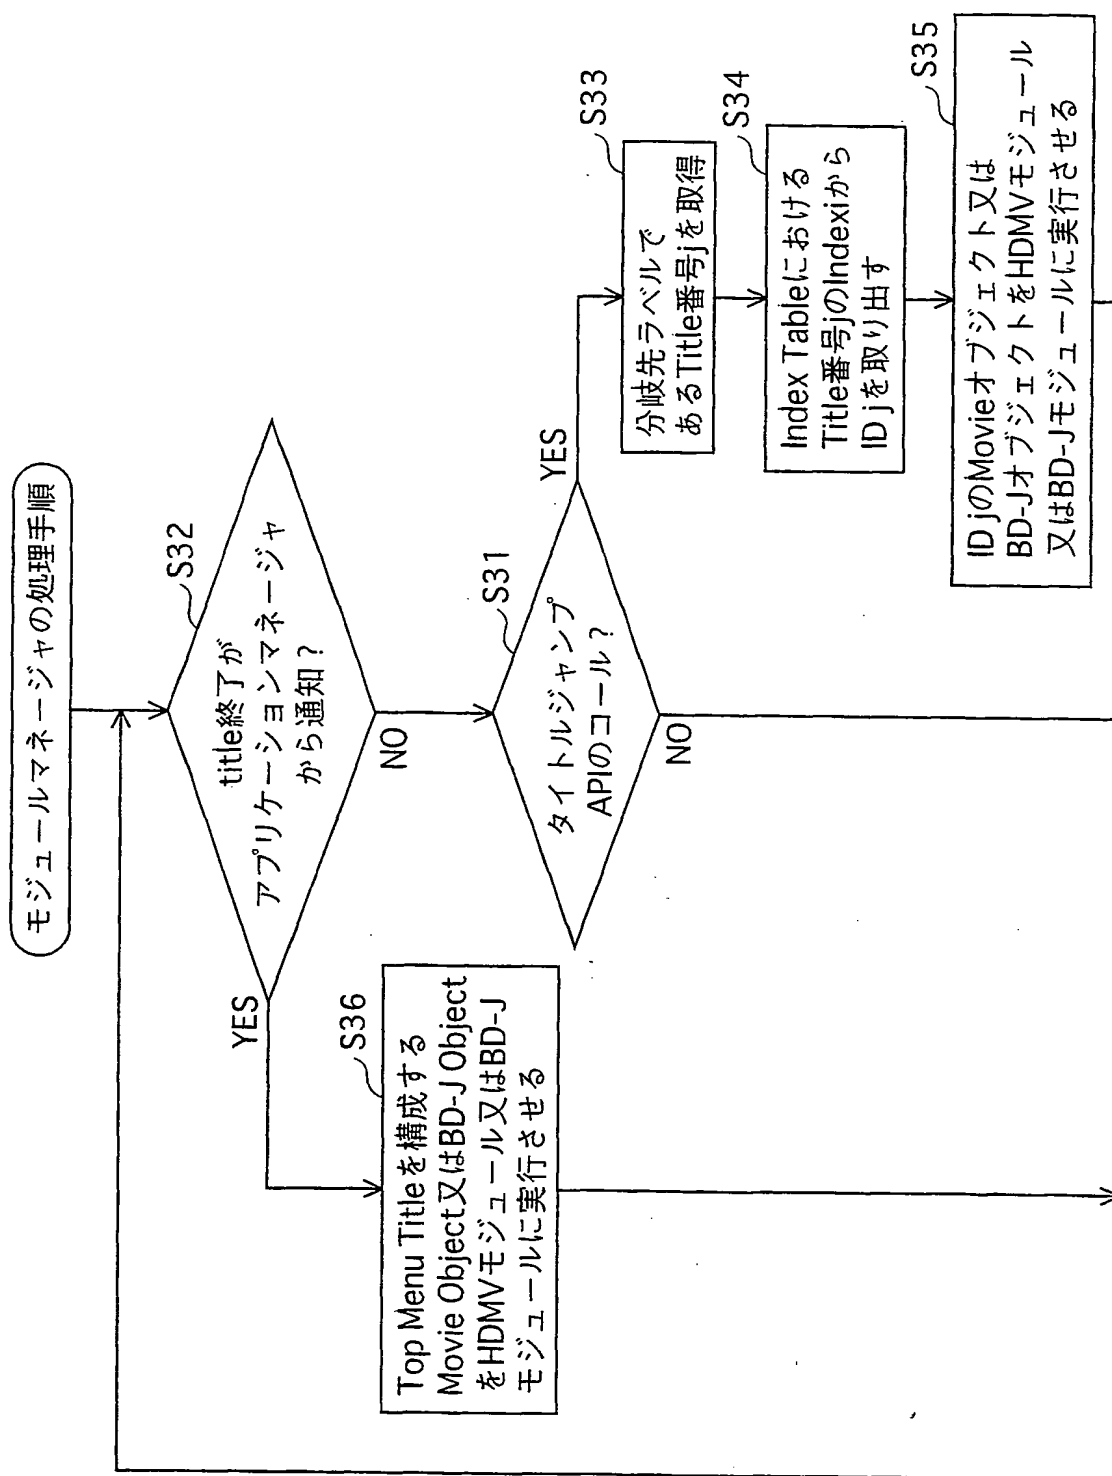 モジュールマネージャの処理手順
S32
title終了が
アプリケーションマネージャ
から通知？
YES
NO
S36
Top Menu Titleを構成する
Movie Object又はBD-J Object
をHDMVモジュール又はBD-J
モジュールに実行させる
S31
タイトルジャンプ
APIのコール？
YES
NO
S33
分岐先ラベルで
あるTitle番号jを取得
S34
Index Tableにおける
Title番号jのIndexiから
ID jを取り出す
S35
ID jのMovieオブジェクト又は
BD-JオブジェクトをHDMVモジュール
又はBD-Jモジュールに実行させる